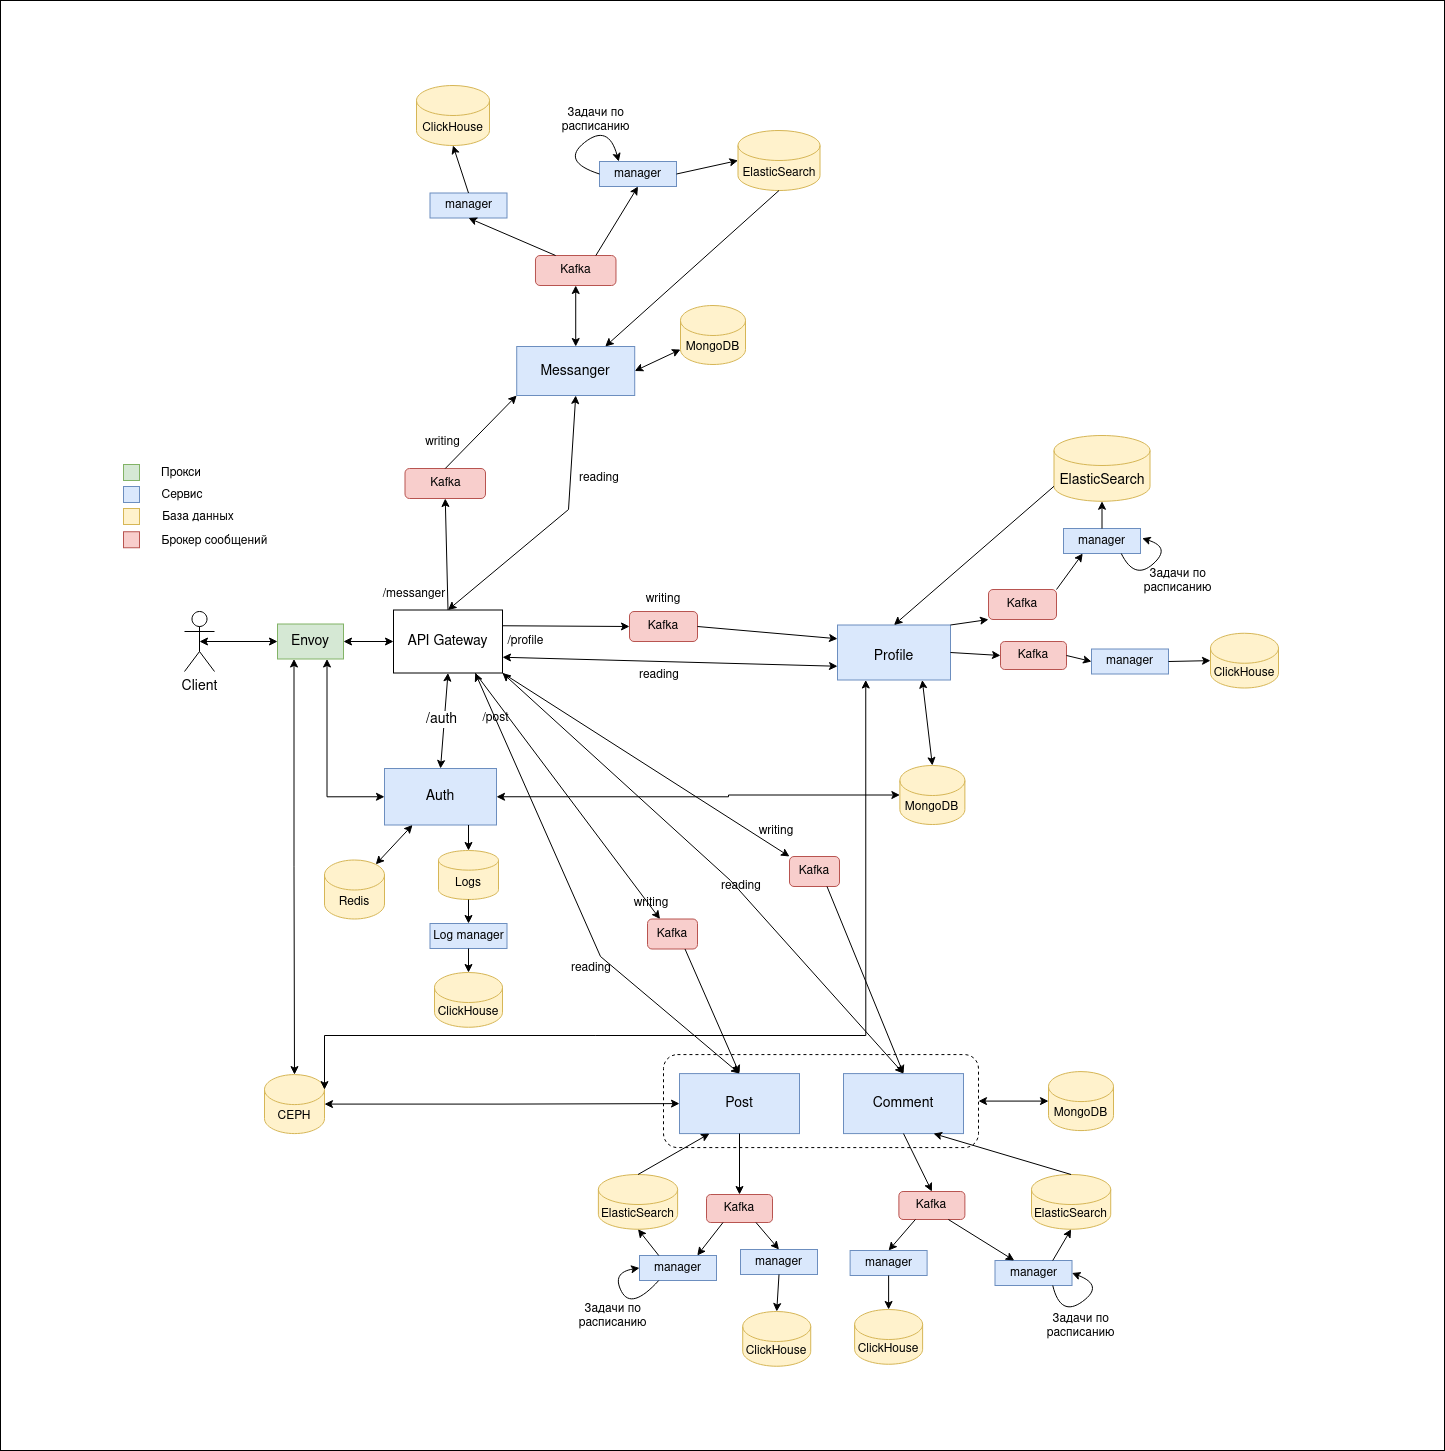 ClickHouse
Задачи по
расписанию
manager
ElasticSearch
manager
Kafka
MongoDB
Messanger
writing
Kafka
reading
Прокси
Сервис
База данных
Брокер сообщений
ElasticSearch
manager
Задачи по
расписанию
/messanger
writing
Kafka
Kafka
Client
Envoy
API Gateway
/profile
reading
Profile
Kafka
manager
ClickHouse
/auth
/post
Auth
MongoDB
writing
Kafka
reading
Redis
Logs
writing
Kafka
Log manager
reading
ClickHouse
CEPH
Post
Comment
MongoDB
ElasticSearch
Kafka
Kafka
ElasticSearch
manager
manager
manager
manager
Задачи по
расписанию
ClickHouse
ClickHouse
Задачи по
расписанию